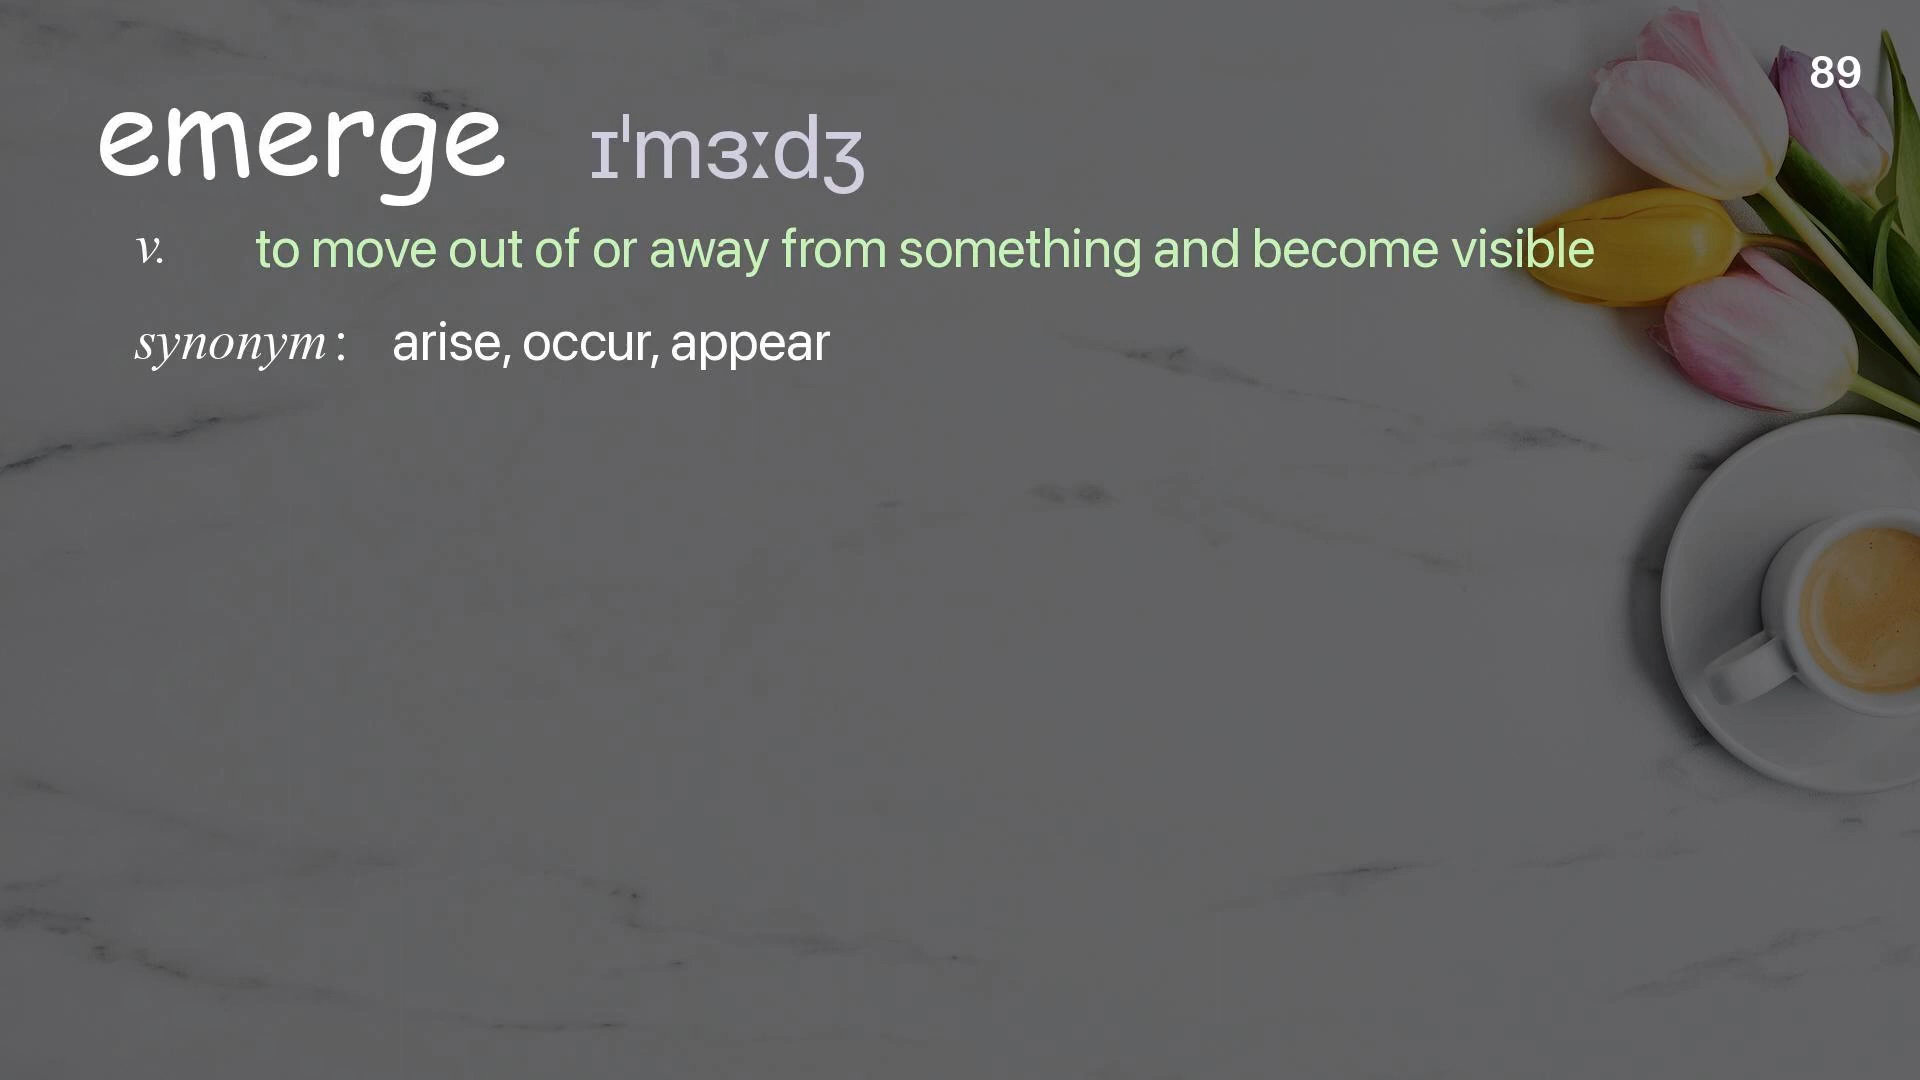 89
emerge ɪˈmɜːdʒ
v. to move out of or away from something and become visible
synonym : arise, occur, appear